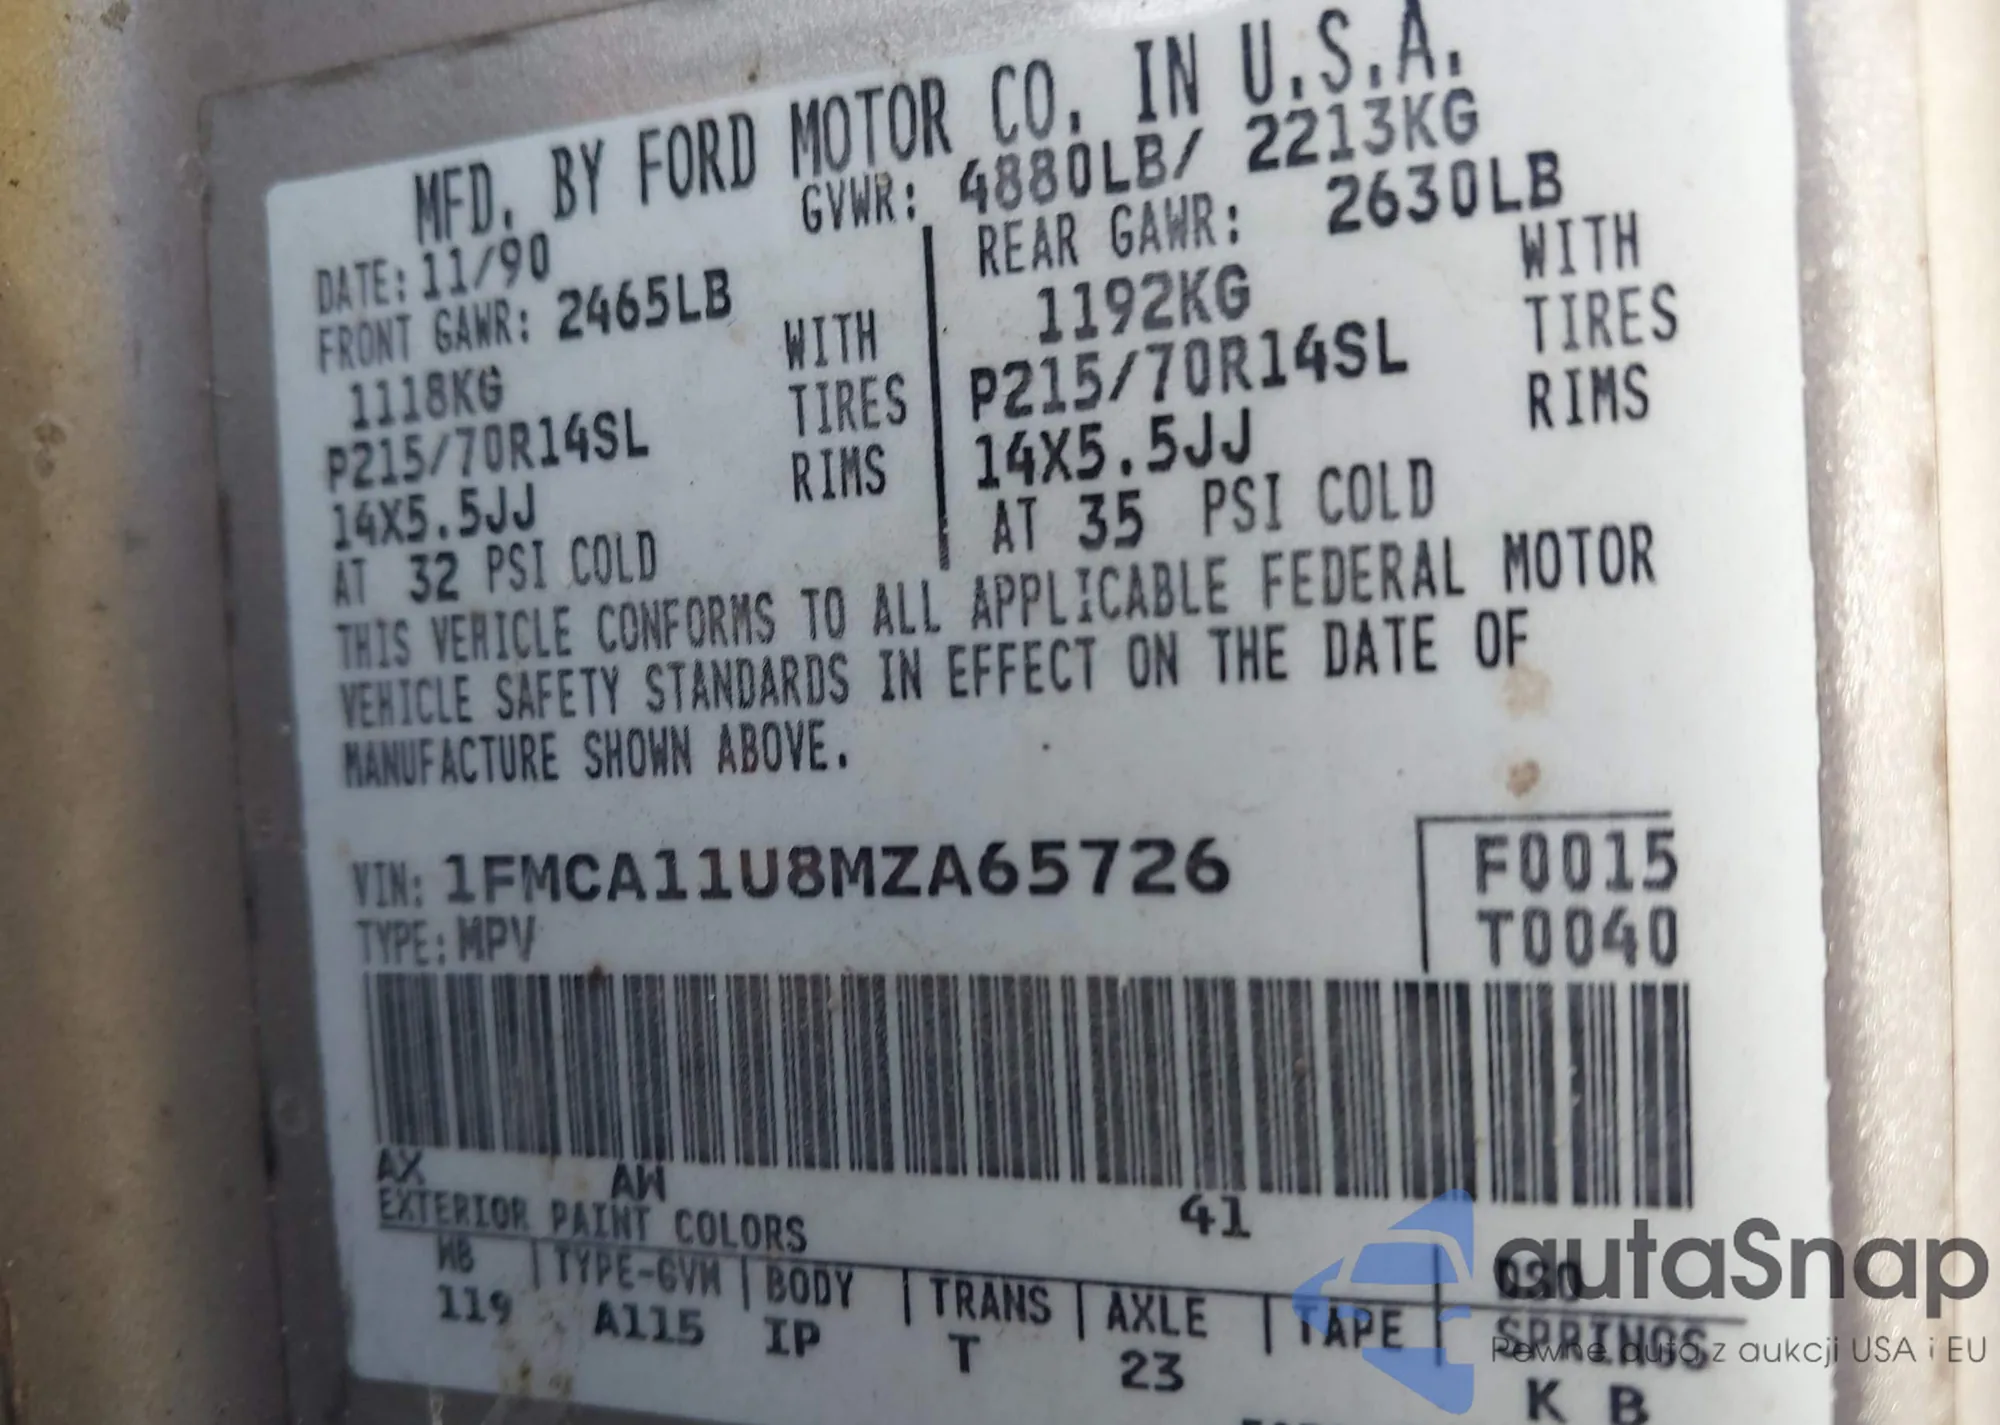 MFD. BY FORD MOTOR CO. IN U.S.A.
DATE: 11/90 GVWR: 4880LB/ 2213KG
FRONT GAWR: 2465LB
1118KG WITH
P215/70R14SL TIRES
14X5.5JJ RIMS
AT 32 PSI COLD
REAR GAWR: 2630LB
1192KG WITH
P215/70R14SL TIRES
14X5.5JJ RIMS
AT 35 PSI COLD
THIS VEHICLE CONFORMS TO ALL APPLICABLE FEDERAL MOTOR
VEHICLE SAFETY STANDARDS IN EFFECT ON THE DATE OF
MANUFACTURE SHOWN ABOVE.
VIN: 1FMCA11U8MZA65726
TYPE: MPV
F0015
T0040
AX AW 41
EXTERIOR PAINT COLORS DSO
WB | TYPE-GVM | BODY | TRANS | AXLE | TAPE | SPRINGS
119 A115 IP T 23 K B
autaSnap
Pewne auta z aukcji USA i EU